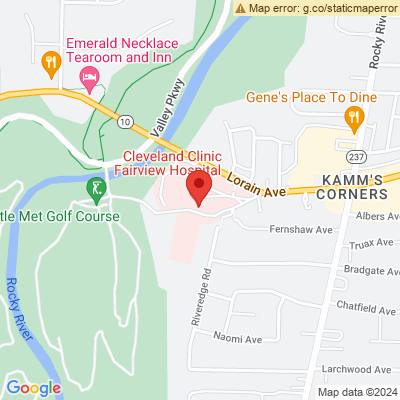 Map error: g.co/staticmaperror
Emerald Necklace
Tearoom and Inn
Rocky River
Valley Pkwy
Gene's Place To Dine
10
237
Cleveland Clinic
Fairview Hospital
Lorain Ave
KAMM'S
CORNERS
tle Met Golf Course
Albers Ave
Fernshaw Ave
Truax Ave
Rocky
River
Riveredge Rd
Bradgate Av
Chatfield Ave
Naomi Ave
Larchwood Ave
Google
Map data ©2024